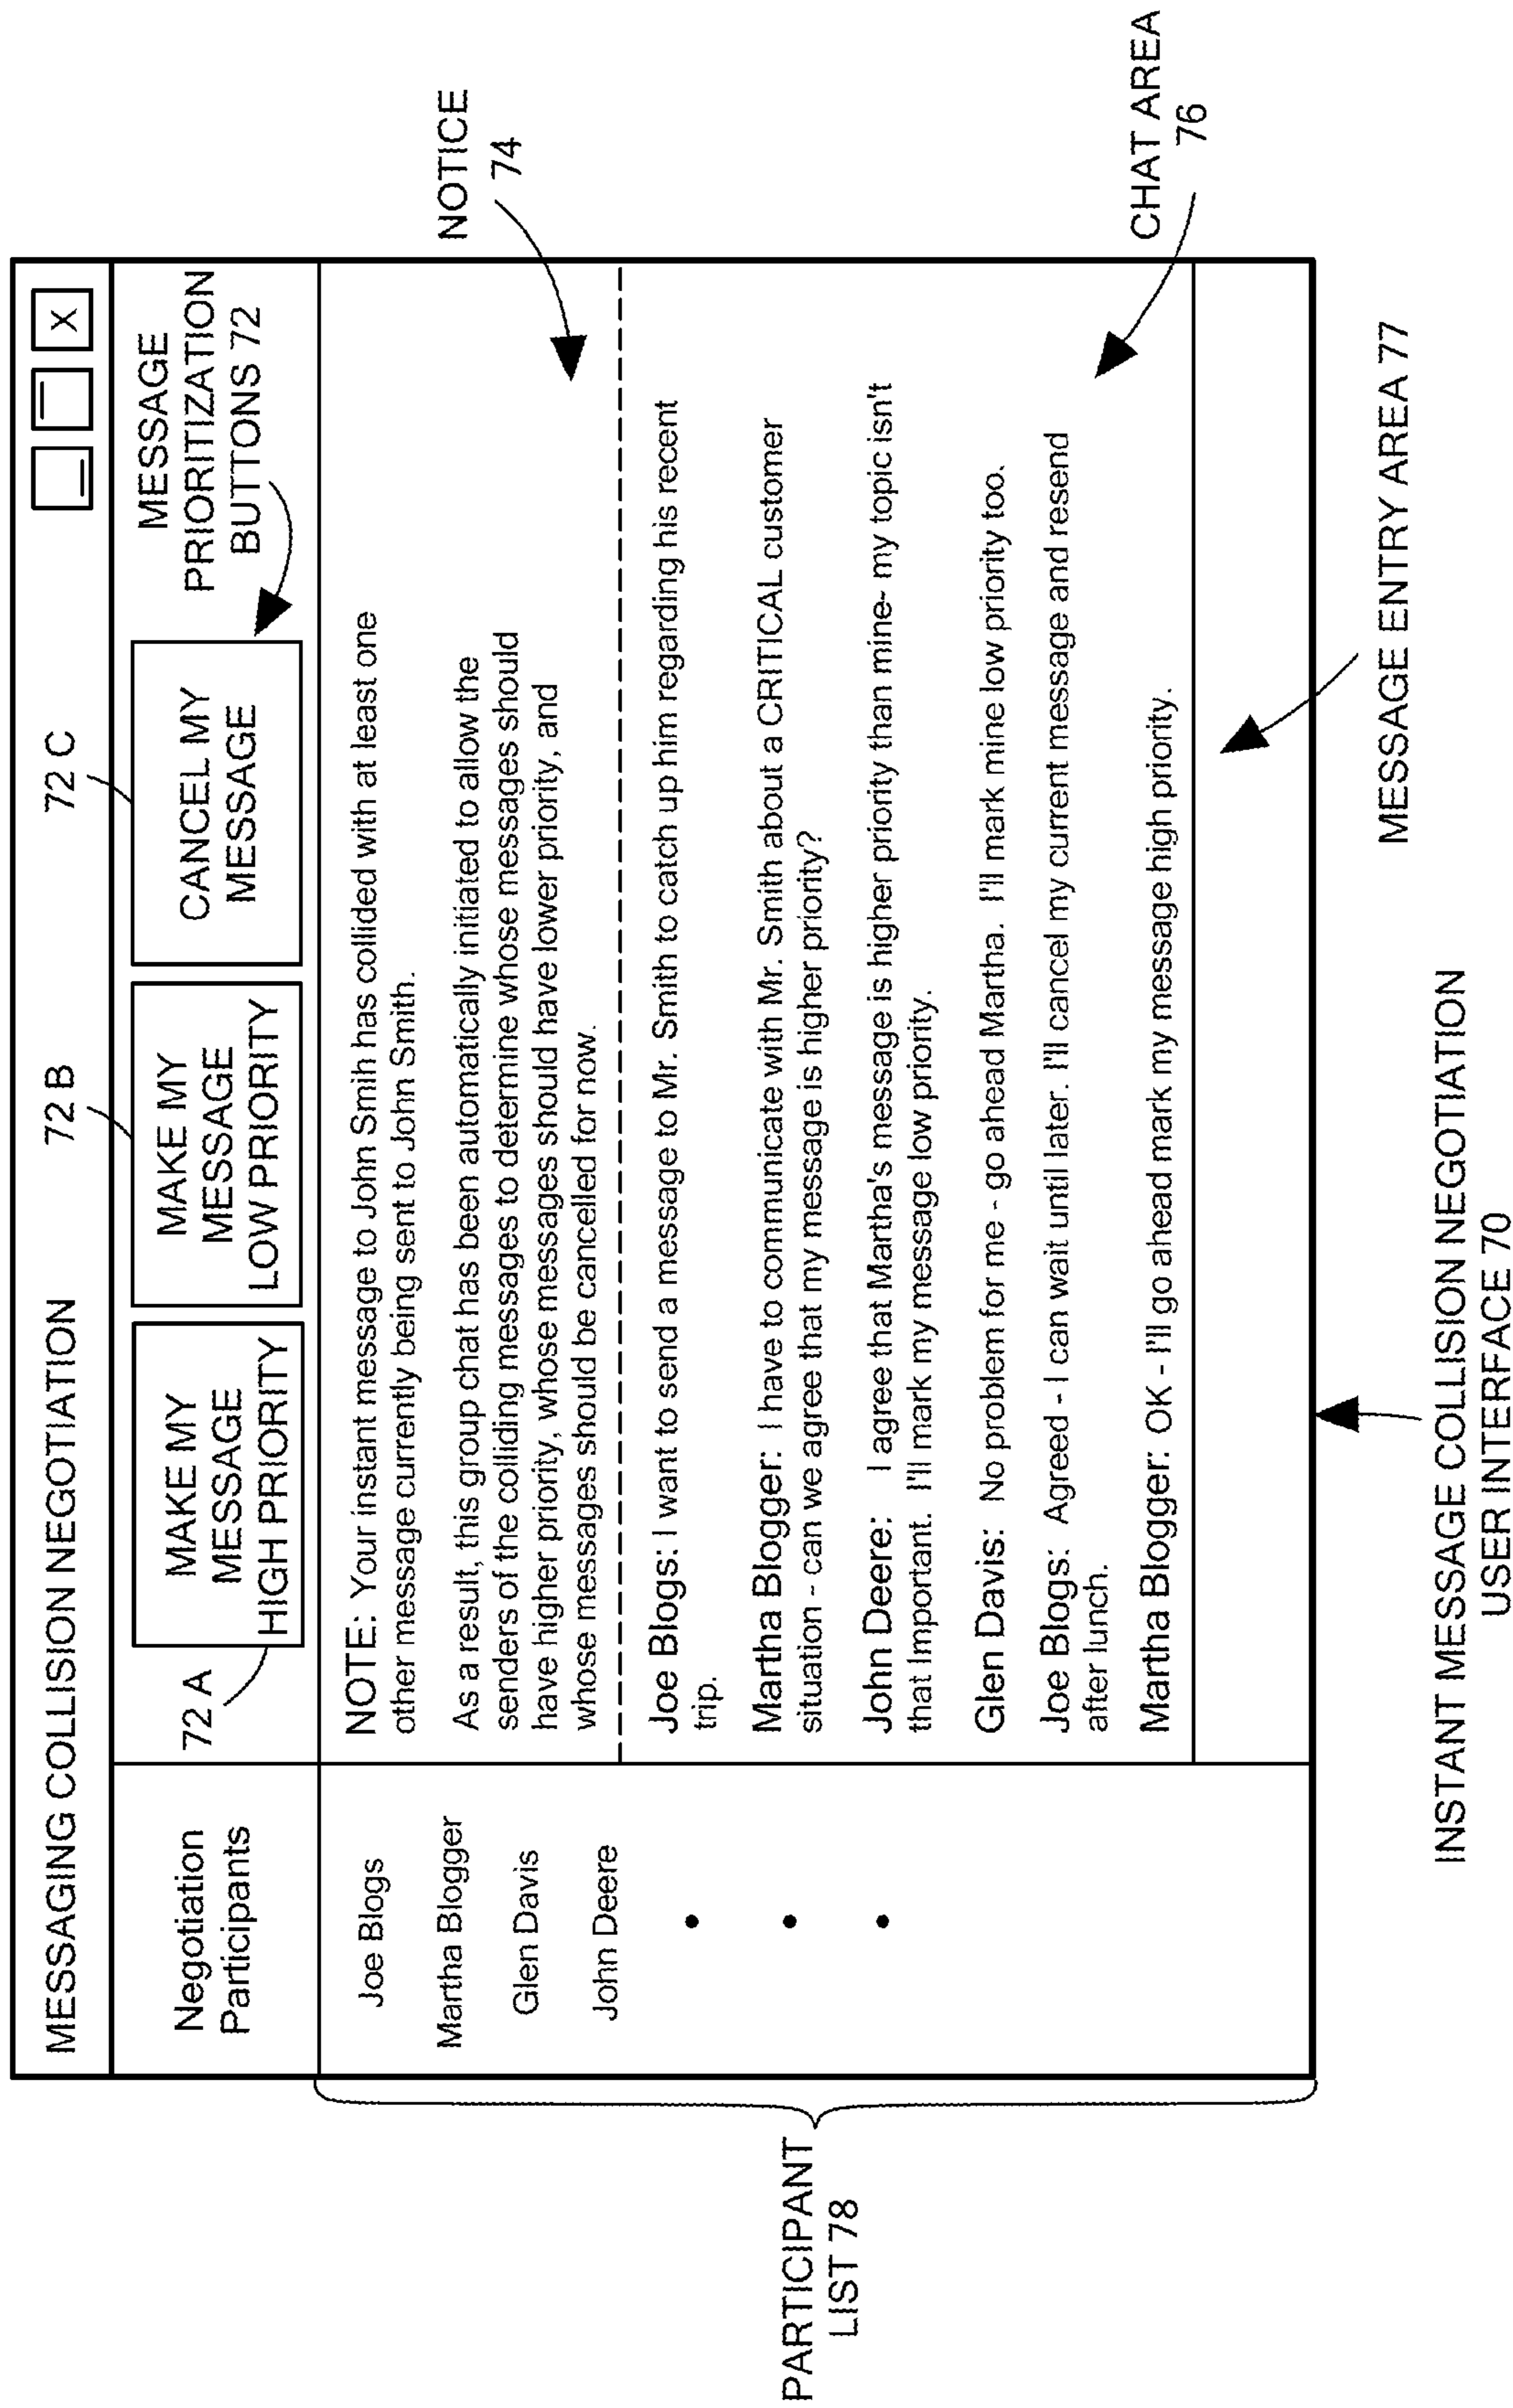 MESSAGING COLLISION NEGOTIATION
X
Negotiation
Participants
72 A
MAKE MY
MESSAGE
HIGH PRIORITY
72 B
MAKE MY
MESSAGE
LOW PRIORITY
72 C
CANCEL MY
MESSAGE
MESSAGE
PRIORITIZATION
BUTTONS 72
Joe Blogs
Martha Blogger
Glen Davis
John Deere
NOTE: Your instant message to John Smih has collided with at least one
other message currently being sent to John Smith.
As a result, this group chat has been automatically initiated to allow the
senders of the colliding messages to determine whose messages should
have higher priority, whose messages should have lower priority, and
whose messages should be cancelled for now.
NOTICE
74
Joe Blogs: I want to send a message to Mr. Smith to catch up him regarding his recent
trip.
Martha Blogger: I have to communicate with Mr. Smith about a CRITICAL customer
situation - can we agree that my message is higher priority?
John Deere: I agree that Martha's message is higher priority than mine- my topic isn't
that Important. I'll mark my message low priority.
Glen Davis: No problem for me - go ahead Martha. I'll mark mine low priority too.
Joe Blogs: Agreed - I can wait until later. I'll cancel my current message and resend
after lunch.
Martha Blogger: OK - I'll go ahead mark my message high priority.
CHAT AREA
76
PARTICIPANT
LIST 78
MESSAGE ENTRY AREA 77
INSTANT MESSAGE COLLISION NEGOTIATION
USER INTERFACE 70